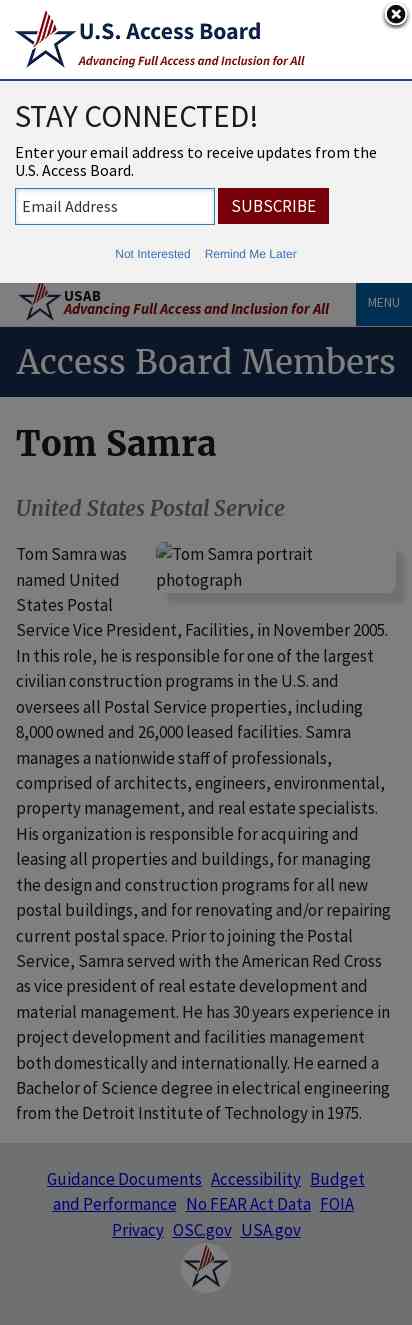 U.S. Access Board
Advancing Full Access and Inclusion for All
STAY CONNECTED!
Enter your email address to receive updates from the
U.S. Access Board.
Email Address SUBSCRIBE
Not Interested Remind Me Later
USAB
Advancing Full Access and Inclusion for All
MENU
Access Board Members
Tom Samra
United States Postal Service
Tom Samra portrait
photograph
Tom Samra was
named United
States Postal
Service Vice President, Facilities, in November 2005.
In this role, he is responsible for one of the largest
civilian construction programs in the U.S. and
oversees all Postal Service properties, including
8,000 owned and 26,000 leased facilities. Samra
manages a nationwide staff of professionals,
comprised of architects, engineers, environmental,
property management, and real estate specialists.
His organization is responsible for acquiring and
leasing all properties and buildings, for managing
the design and construction programs for all new
postal buildings, and for renovating and/or repairing
current postal space. Prior to joining the Postal
Service, Samra served with the American Red Cross
as vice president of real estate development and
material management. He has 30 years experience in
project development and facilities management
both domestically and internationally. He earned a
Bachelor of Science degree in electrical engineering
from the Detroit Institute of Technology in 1975.
Guidance Documents Accessibility Budget
and Performance No FEAR Act Data FOIA
Privacy OSC.gov USA.gov